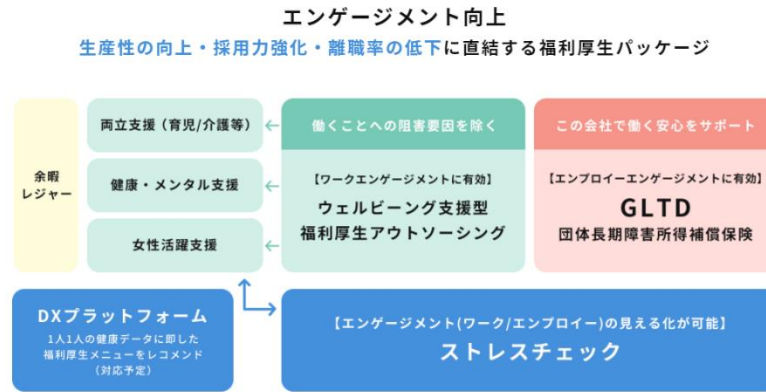 エンゲージメント向上
生産性の向上・採用力強化・離職率の低下に直結する福利厚生パッケージ
余暇
レジャー
両立支援（育児/介護等）
健康・メンタル支援
女性活躍支援
働くことへの阻害要因を除く
【ワークエンゲージメントに有効】
ウェルビーング支援型
福利厚生アウトソーシング
この会社で働く安心をサポート
【エンプロイーエンゲージメントに有効】
GLTD
団体長期障害所得補償保険
DXプラットフォーム
1人1人の健康データに即した
福利厚生メニューをレコメンド
（対応予定）
【エンゲージメント(ワーク/エンプロイー)の見える化が可能】
ストレスチェック